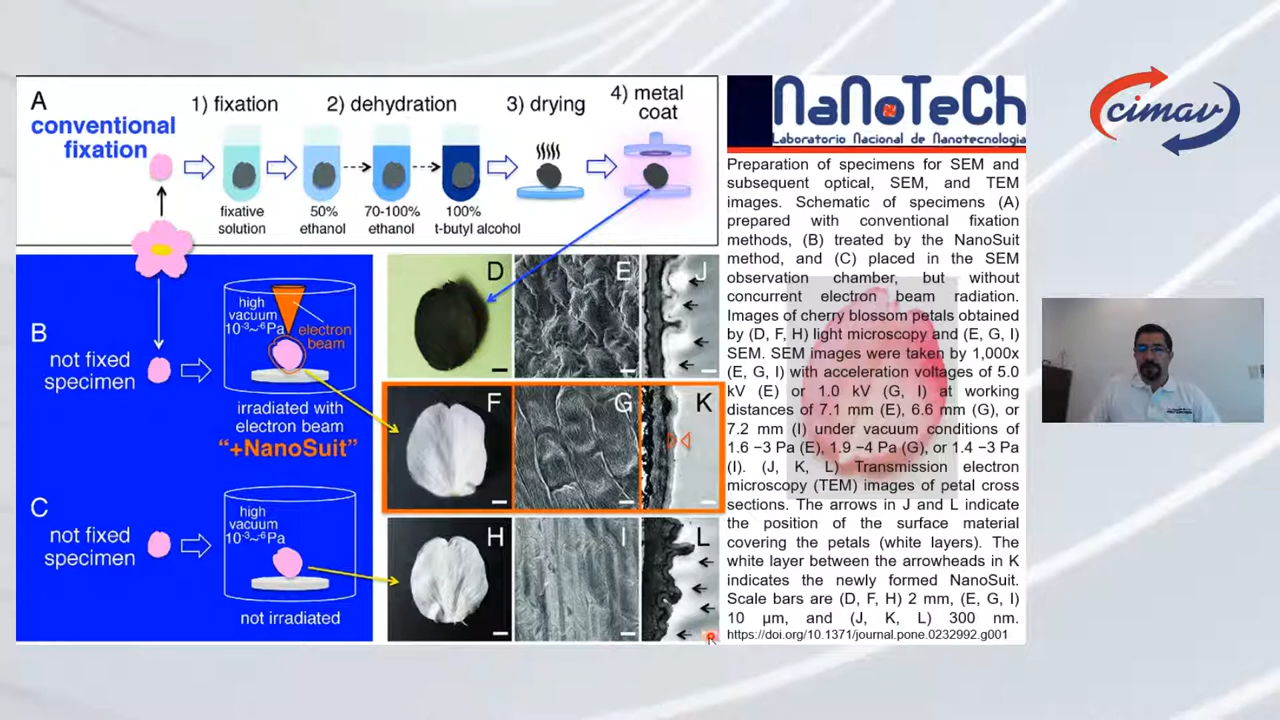 A
conventional
fixation
1) fixation
2) dehydration
3) drying
4) metal
coat
fixative
solution
50%
ethanol
70-100%
ethanol
100%
t-butyl alcohol
B
not fixed
specimen
high
vacuum
10-3~-6Pa
electron
beam
irradiated with
electron beam
“+NanoSuit”
C
not fixed
specimen
high
vacuum
10-3~-6Pa
not irradiated
D
E
J
F
G
K
H
I
L
NaNoTeCh
Laboratorio Nacional de Nanotecnologia
Preparation of specimens for SEM and
subsequent optical, SEM, and TEM
images. Schematic of specimens (A)
prepared with conventional fixation
methods, (B) treated by the NanoSuit
method, and (C) placed in the SEM
observation chamber, but without
concurrent electron beam radiation.
Images of cherry blossom petals obtained
by (D, F, H) light microscopy and (E, G, I)
SEM. SEM images were taken by 1,000x
(E, G, I) with acceleration voltages of 5.0
kV (E) or 1.0 kV (G, I) at working
distances of 7.1 mm (E), 6.6 mm (G), or
7.2 mm (I) under vacuum conditions of
1.6 −3 Pa (E), 1.9 −4 Pa (G), or 1.4 −3 Pa
(I). (J, K, L) Transmission electron
microscopy (TEM) images of petal cross
sections. The arrows in J and L indicate
the position of the surface material
covering the petals (white layers). The
white layer between the arrowheads in K
indicates the newly formed NanoSuit.
Scale bars are (D, F, H) 2 mm, (E, G, I)
10 μm, and (J, K, L) 300 nm.
https://doi.org/10.1371/journal.pone.0232992.g001
cimav